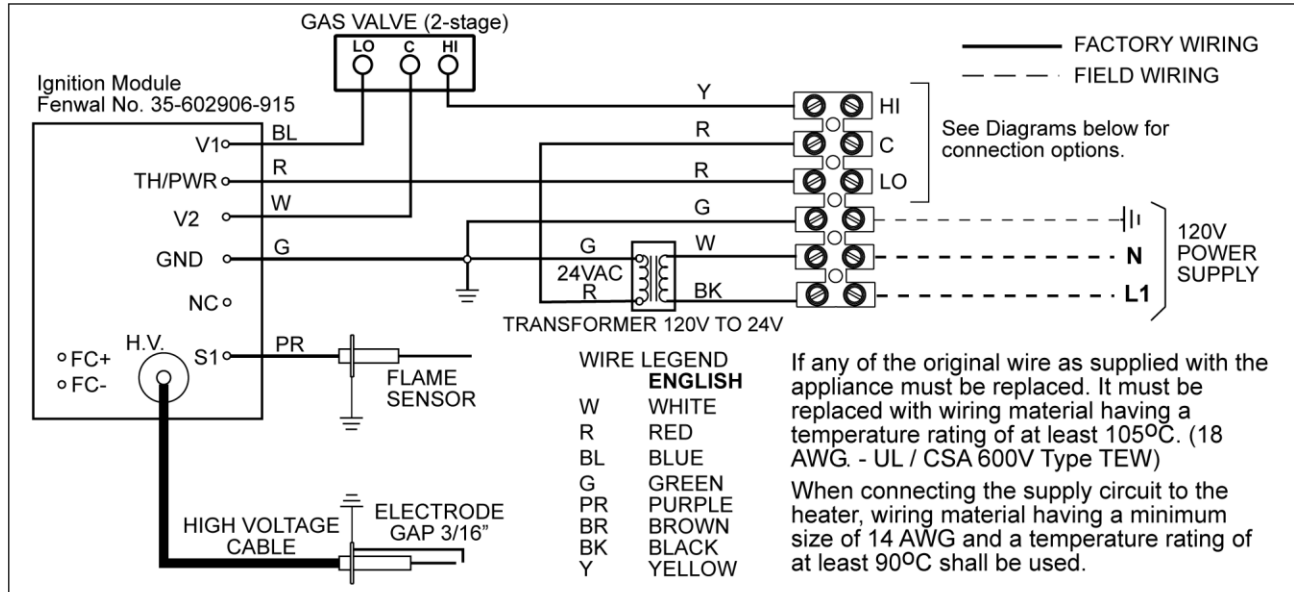 GAS VALVE (2-stage)
LO C HI
Ignition Module
Fenwal No. 35-602906-915
V1 BL
TH/PWR R
V2 W
GND G
NC
H.V.
S1 PR
FC+
FC-
FLAME
SENSOR
HIGH VOLTAGE
CABLE
ELECTRODE
GAP 3/16”
Y
R
R
G
G
24VAC
R
W
BK
TRANSFORMER 120V TO 24V
HI
C
LO
See Diagrams below for
connection options.
FACTORY WIRING
FIELD WIRING
N
L1
120V
POWER
SUPPLY
WIRE LEGEND
ENGLISH
W WHITE
R RED
BL BLUE
G GREEN
PR PURPLE
BR BROWN
BK BLACK
Y YELLOW
If any of the original wire as supplied with the
appliance must be replaced. It must be
replaced with wiring material having a
temperature rating of at least 105ºC. (18
AWG. - UL / CSA 600V Type TEW)
When connecting the supply circuit to the
heater, wiring material having a minimum
size of 14 AWG and a temperature rating of
at least 90ºC shall be used.